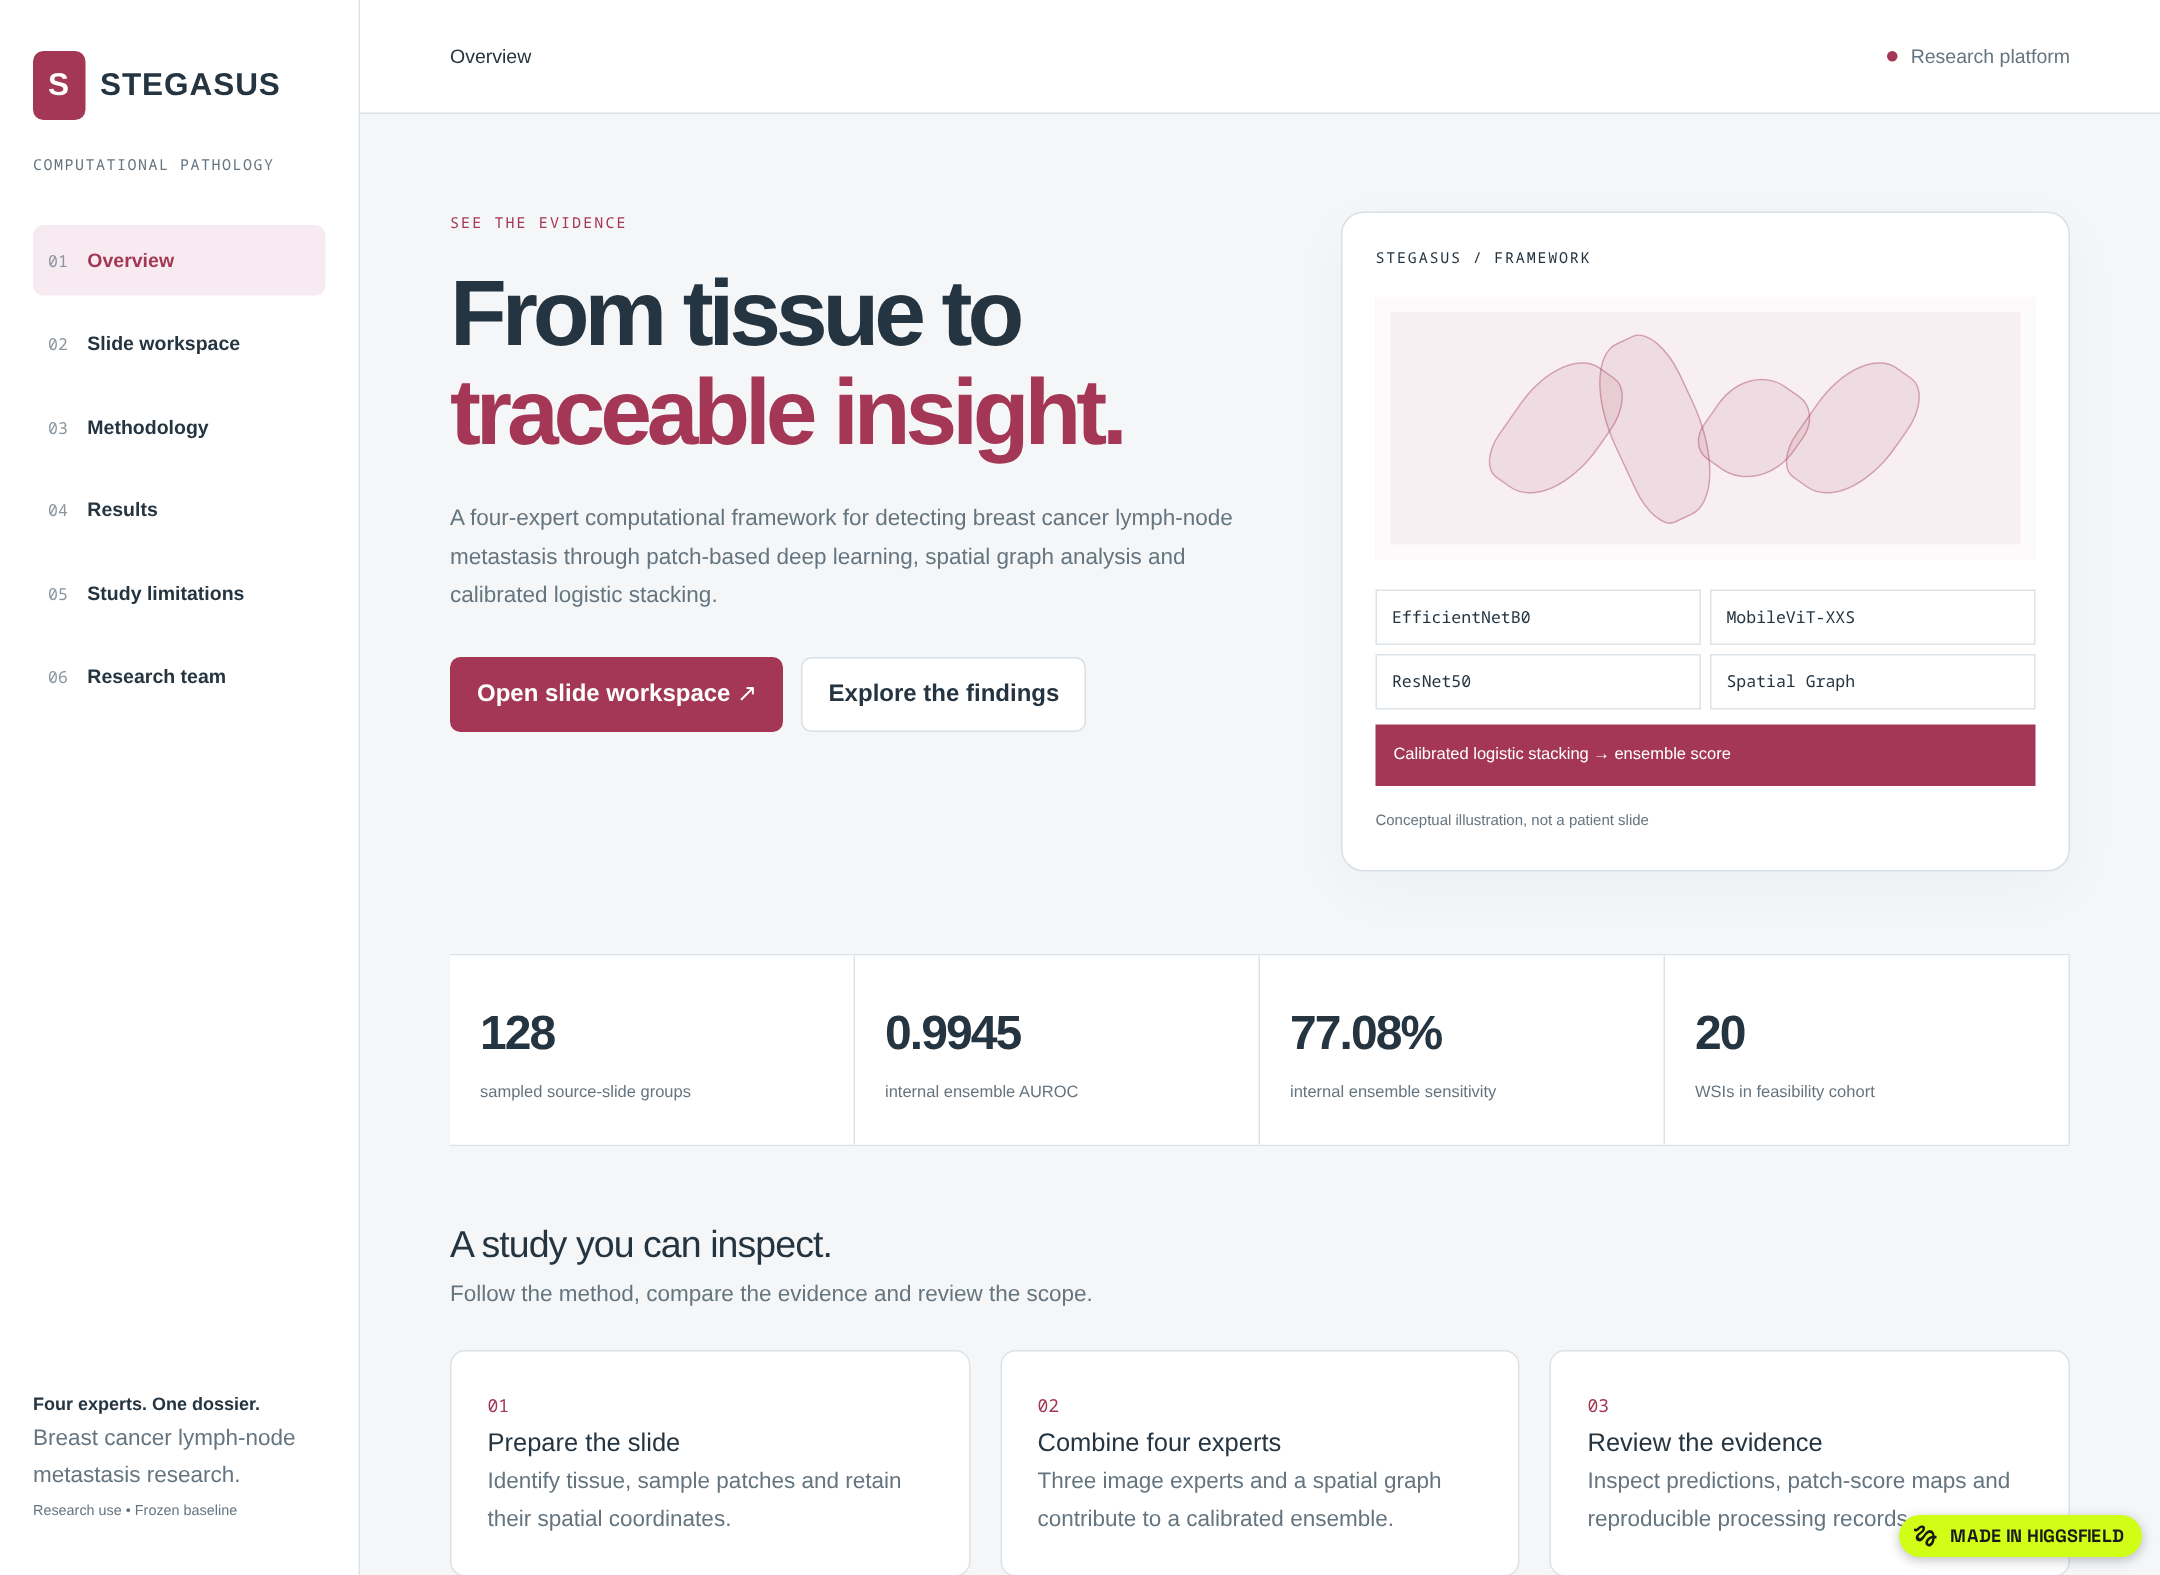 S STEGASUS
COMPUTATIONAL PATHOLOGY
01 Overview
02 Slide workspace
03 Methodology
04 Results
05 Study limitations
06 Research team
Four experts. One dossier.
Breast cancer lymph-node
metastasis research.
Research use • Frozen baseline
Overview
Research platform
SEE THE EVIDENCE
From tissue to
traceable insight.
A four-expert computational framework for detecting breast cancer lymph-node
metastasis through patch-based deep learning, spatial graph analysis and
calibrated logistic stacking.
Open slide workspace ↗
Explore the findings
STEGASUS / FRAMEWORK
EfficientNetB0
MobileViT-XXS
ResNet50
Spatial Graph
Calibrated logistic stacking → ensemble score
Conceptual illustration, not a patient slide
128
sampled source-slide groups
0.9945
internal ensemble AUROC
77.08%
internal ensemble sensitivity
20
WSIs in feasibility cohort
A study you can inspect.
Follow the method, compare the evidence and review the scope.
01
Prepare the slide
Identify tissue, sample patches and retain
their spatial coordinates.
02
Combine four experts
Three image experts and a spatial graph
contribute to a calibrated ensemble.
03
Review the evidence
Inspect predictions, patch-score maps and
reproducible processing records
MADE IN HIGGSFIELD